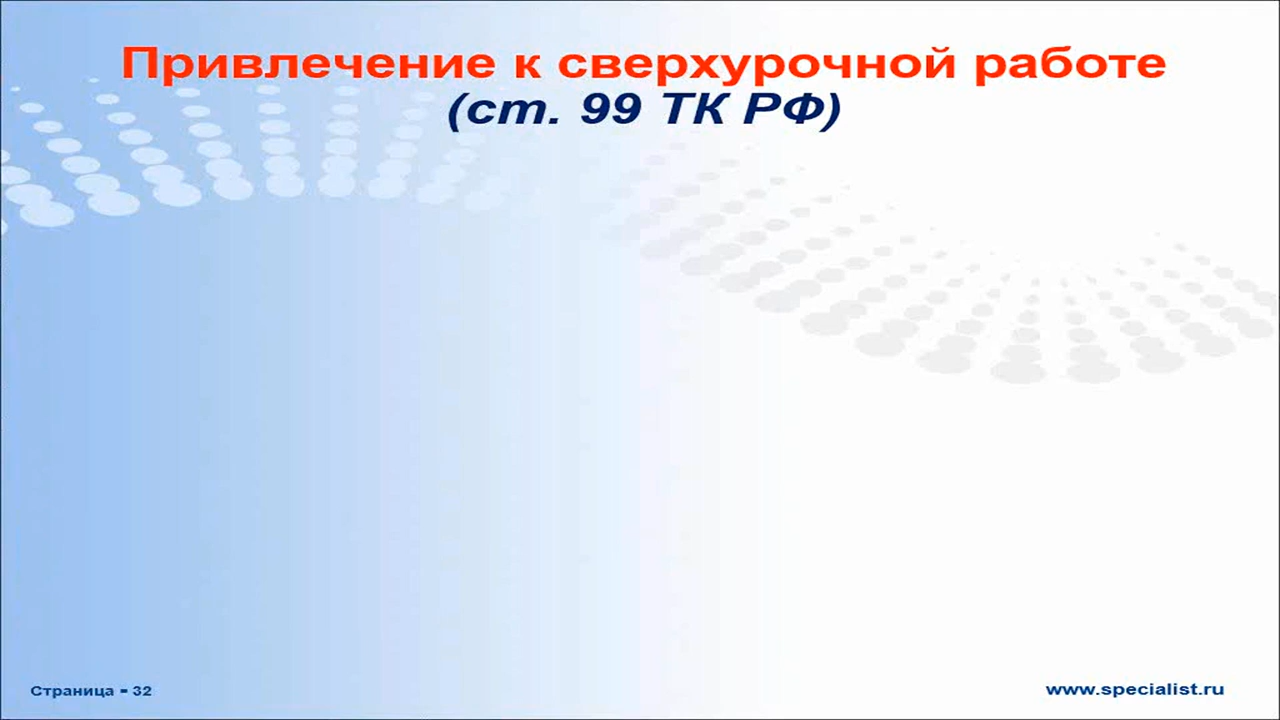 Привлечение к сверхурочной работе
(ст. 99 ТК РФ)
Страница - 32
www.specialist.ru